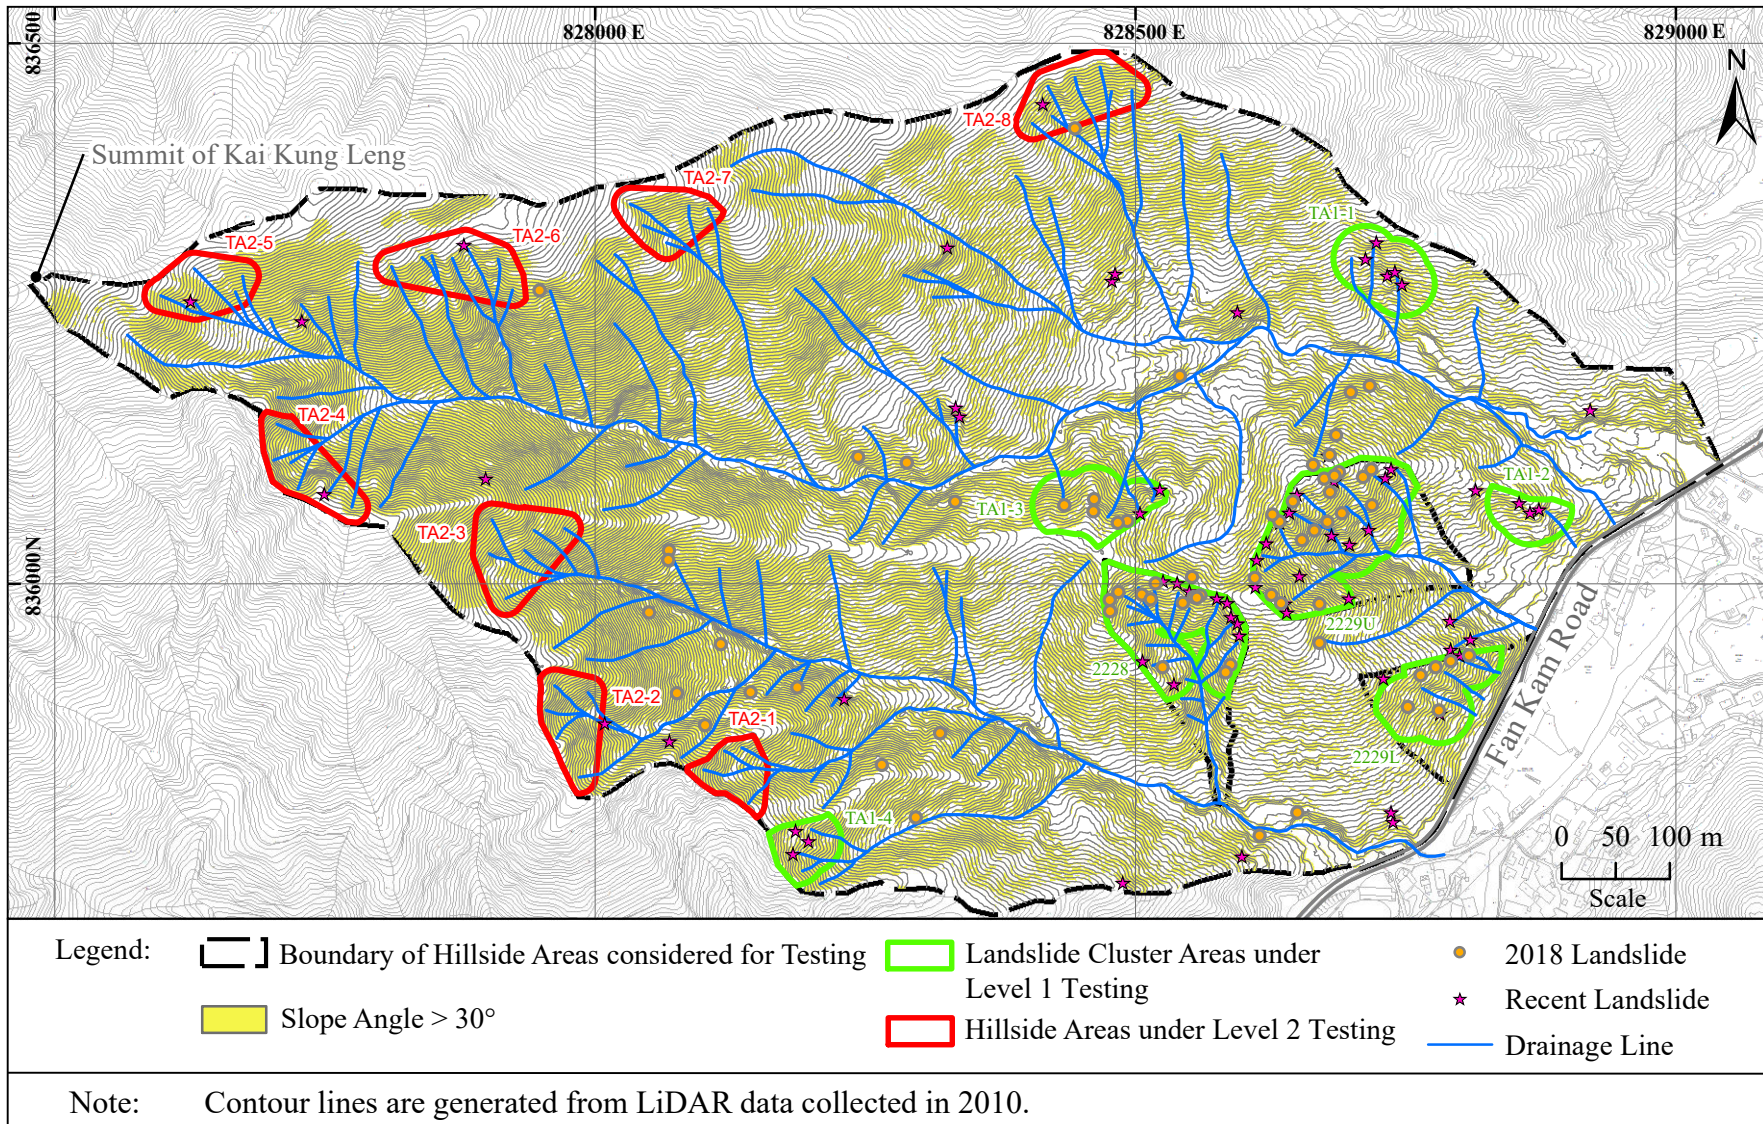 828000 E
828500 E
829000 E
836500
N
TA2-8
Summit of Kai Kung Leng
TA2-7
TA1-1
TA2-5
TA2-6
TA2-4
TA1-2
TA1-3
TA2-3
836000 N
2229U
2228
TA2-2
TA2-1
Fan Kam Road
2229L
TA1-4
0 50 100 m
Scale
Legend:
Boundary of Hillside Areas considered for Testing
Slope Angle > 30°
Landslide Cluster Areas under
Level 1 Testing
Hillside Areas under Level 2 Testing
2018 Landslide
Recent Landslide
Drainage Line
Note: Contour lines are generated from LiDAR data collected in 2010.